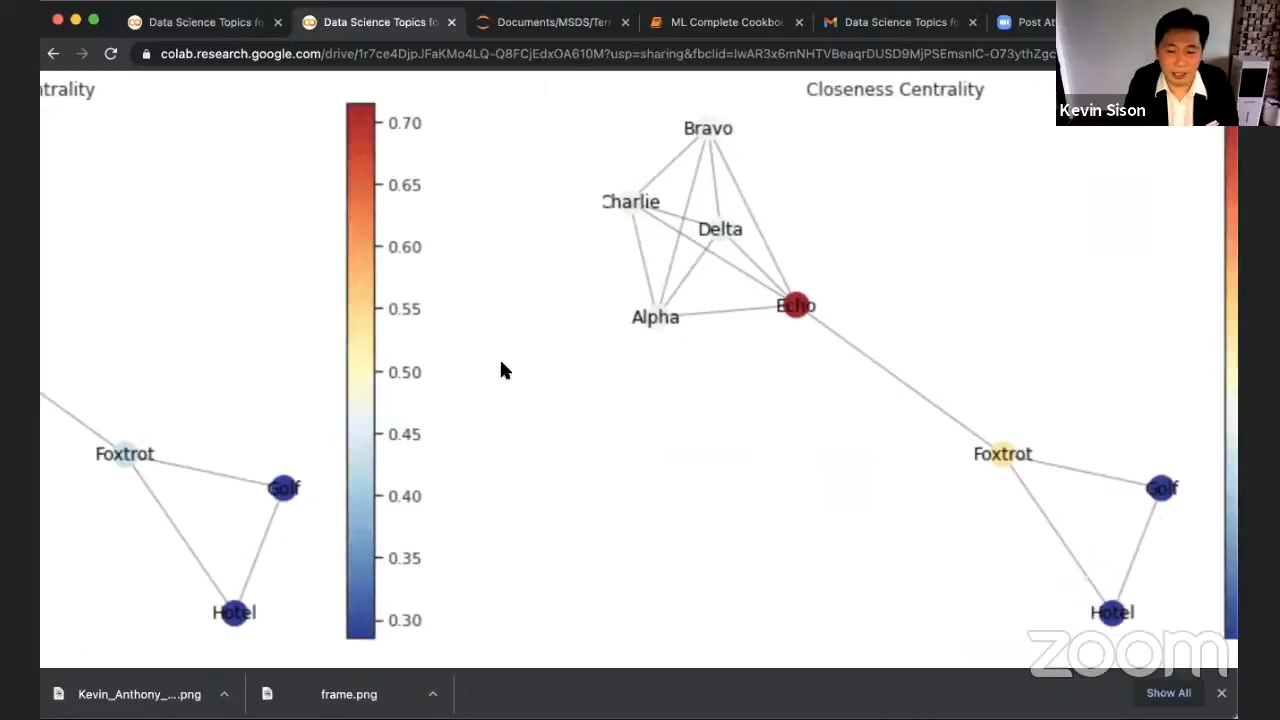 Data Science Topics fo
Data Science Topics fo
Documents/MSDS/Ter
ML Complete Cookbo
Data Science Topics fo
Post At
colab.research.google.com/drive/1r7ce4DjpJFaKMo4LQ-Q8FCjEdxOA610M?usp=sharing&fbclid=IwAR3x6mNHTVBeaqrDUSD9MjPSEmsnIC-O73ythZgc
Kevin Sison
ntrality
Closeness Centrality
0.70
0.65
0.60
0.55
0.50
0.45
0.40
0.35
0.30
Foxtrot
Golf
Hotel
Bravo
Charlie
Delta
Alpha
Echo
Foxtrot
Golf
Hotel
zoom
Kevin_Anthony_....png
frame.png
Show All